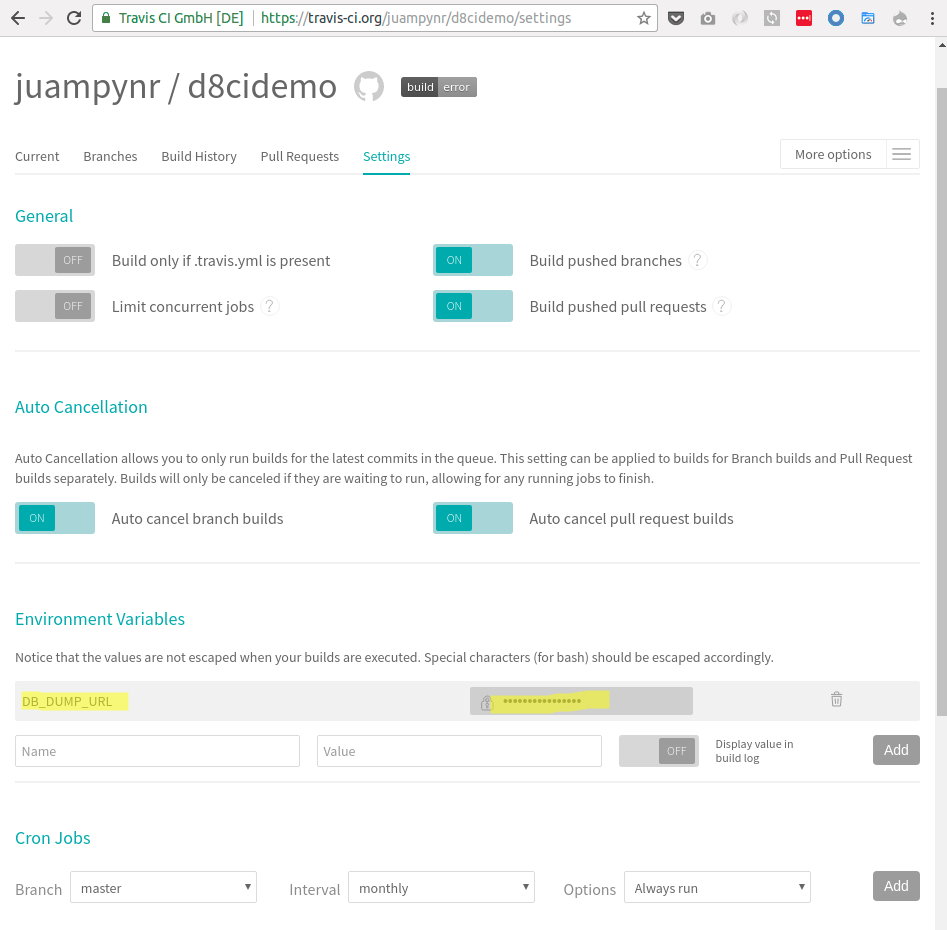 Travis CI GmbH [DE] https://travis-ci.org/juampynr/d8cidemo/settings
juampynr / d8cidemo build error
Current Branches Build History Pull Requests Settings More options
General
OFF Build only if .travis.yml is present ON Build pushed branches ?
OFF Limit concurrent jobs ? ON Build pushed pull requests ?
Auto Cancellation
Auto Cancellation allows you to only run builds for the latest commits in the queue. This setting can be applied to builds for Branch builds and Pull Request
builds separately. Builds will only be canceled if they are waiting to run, allowing for any running jobs to finish.
ON Auto cancel branch builds ON Auto cancel pull request builds
Environment Variables
Notice that the values are not escaped when your builds are executed. Special characters (for bash) should be escaped accordingly.
DB_DUMP_URL ••••••••••••••••
Name Value OFF Display value in
build log Add
Cron Jobs
Branch master Interval monthly Options Always run Add